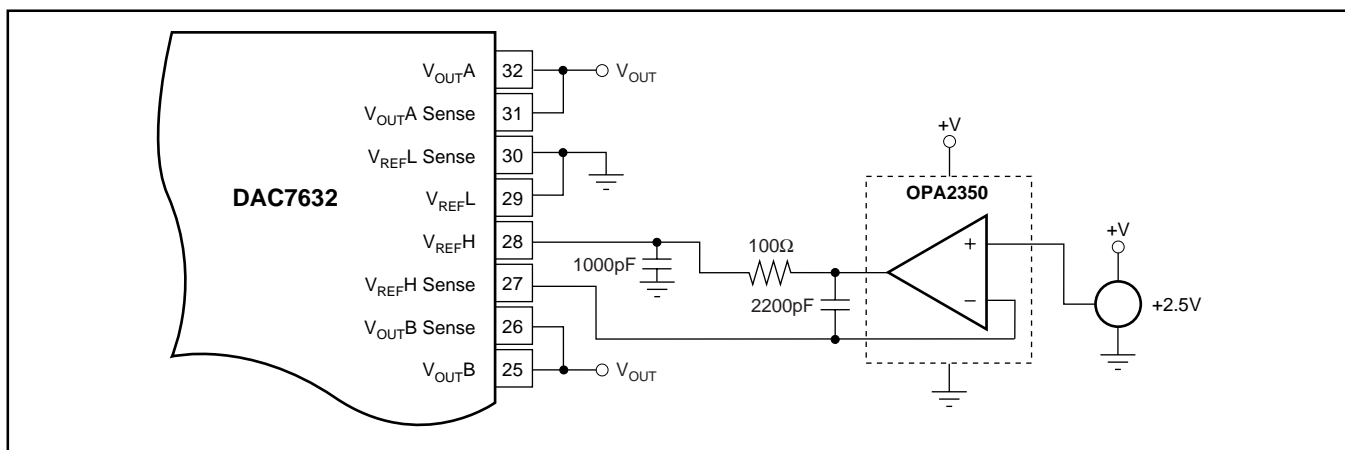 DAC7632
V_OUT A 32
V_OUT A Sense 31
V_REF L Sense 30
V_REF L 29
V_REF H 28
V_REF H Sense 27
V_OUT B Sense 26
V_OUT B 25
V_OUT
V_OUT
1000pF
100Ω
2200pF
+V
OPA2350
+
−
+V
+2.5V